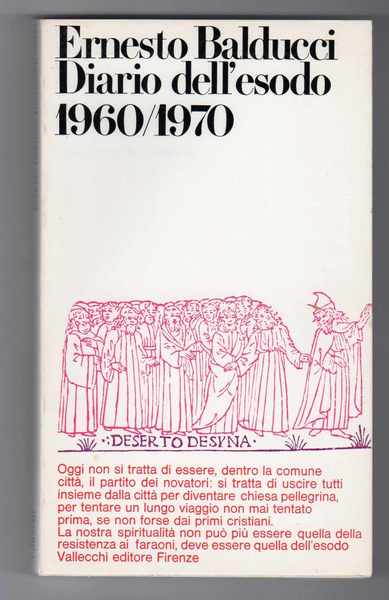 Ernesto Balducci
Diario dell'esodo
1960/1970
·:DESERTO DESYNA·
Oggi non si tratta di essere, dentro la comune
città, il partito dei novatori: si tratta di uscire tutti
insieme dalla città per diventare chiesa pellegrina,
per tentare un lungo viaggio non mai tentato
prima, se non forse dai primi cristiani.
La nostra spiritualità non può più essere quella della
resistenza ai faraoni, deve essere quella dell'esodo
Vallecchi editore Firenze